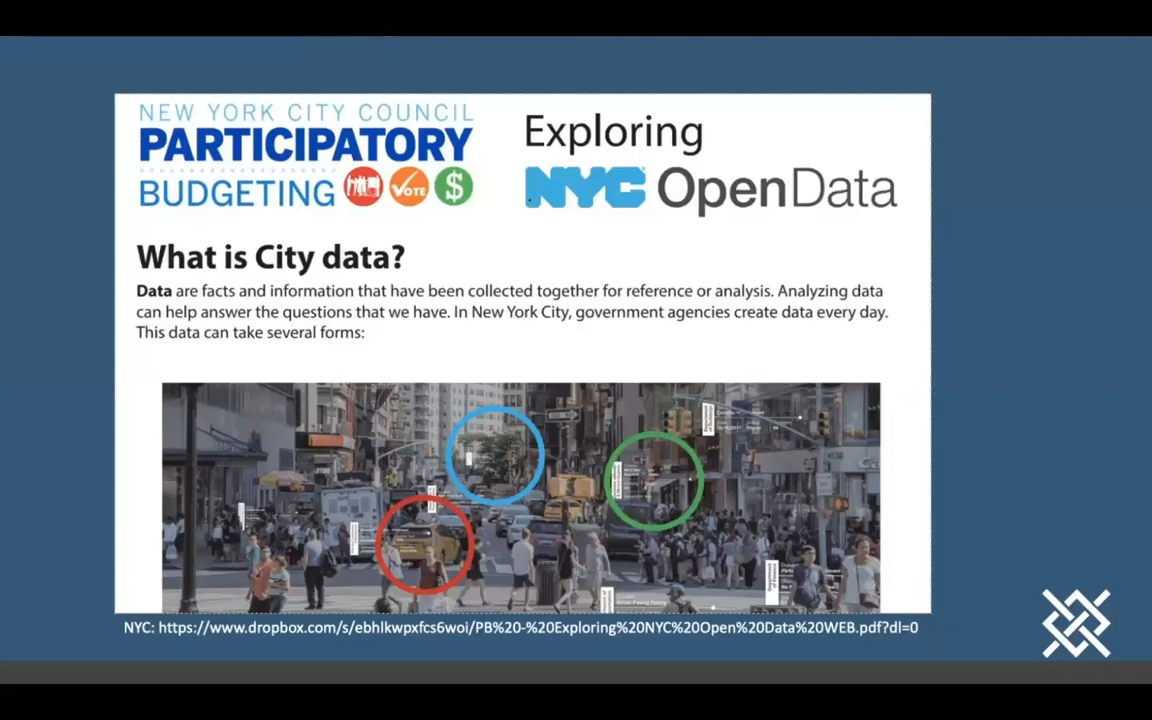 NEW YORK CITY COUNCIL
PARTICIPATORY
BUDGETING
VOTE
$
Exploring
NYC OpenData
What is City data?
Data are facts and information that have been collected together for reference or analysis. Analyzing data
can help answer the questions that we have. In New York City, government agencies create data every day.
This data can take several forms:
NYC: https://www.dropbox.com/s/ebhlkwpxfcs6woi/PB%20-%20Exploring%20NYC%20Open%20Data%20WEB.pdf?dl=0